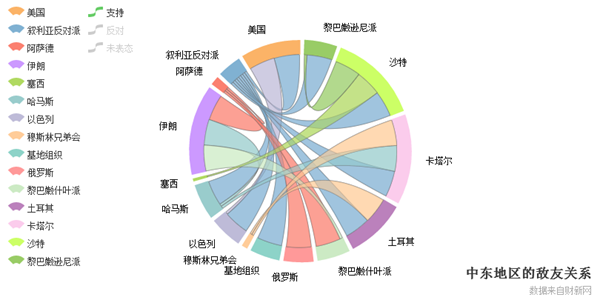 美国
叙利亚反对派
阿萨德
伊朗
塞西
哈马斯
以色列
穆斯林兄弟会
基地组织
俄罗斯
黎巴嫩什叶派
土耳其
卡塔尔
沙特
黎巴嫩逊尼派
支持
反对
未表态
美国
黎巴嫩逊尼派
叙利亚反对派
沙特
阿萨德
伊朗
卡塔尔
塞西
哈马斯
土耳其
以色列
穆斯林兄弟会
基地组织
俄罗斯
黎巴嫩什叶派
中东地区的敌友关系
数据来自财新网